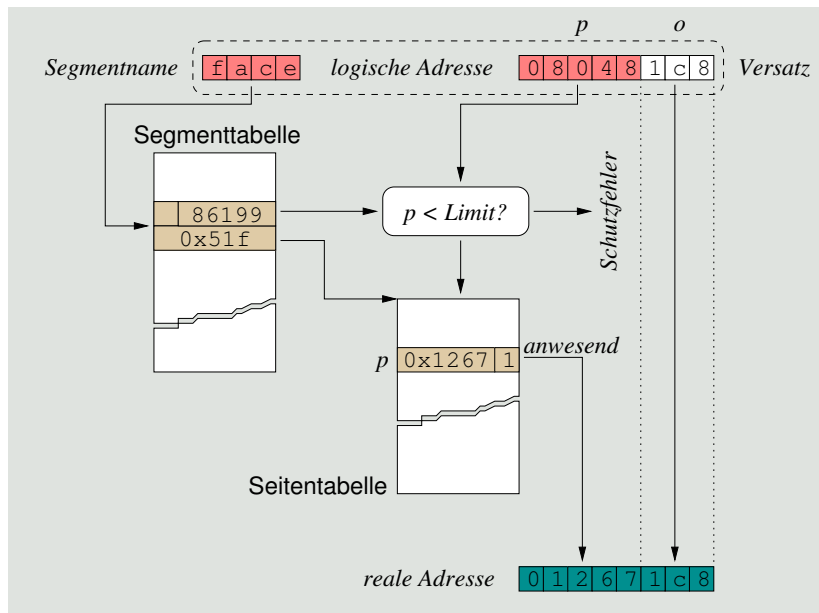 p o
Segmentname f a c e logische Adresse 0 8 0 4 8 1 c 8 Versatz
Segmenttabelle
86199
p < Limit?
Schutzfehler
0x51f
anwesend
p 0x1267 1
Seitentabelle
reale Adresse 0 1 2 6 7 1 c 8